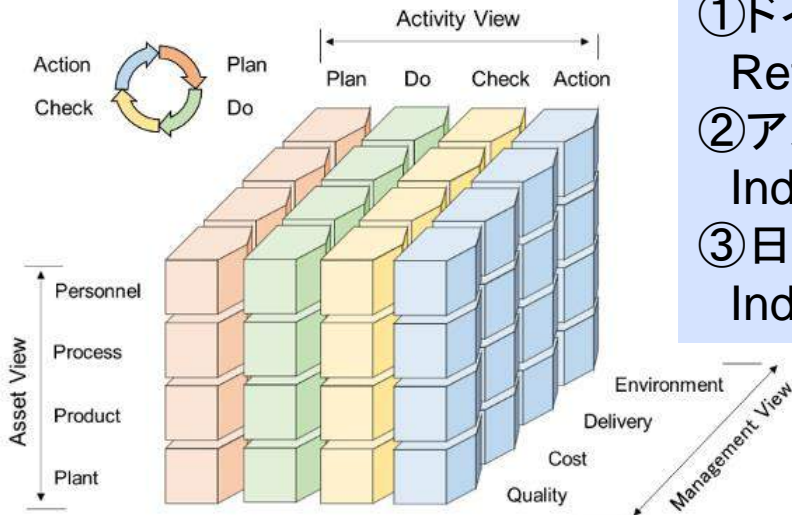 Activity View
Action
Plan
Check
Do
Plan Do Check Action
Asset View
Personnel
Process
Product
Plant
Environment
Delivery
Cost
Quality
Management View
①ドイ
Re
②ア
Ind
③日
Ind